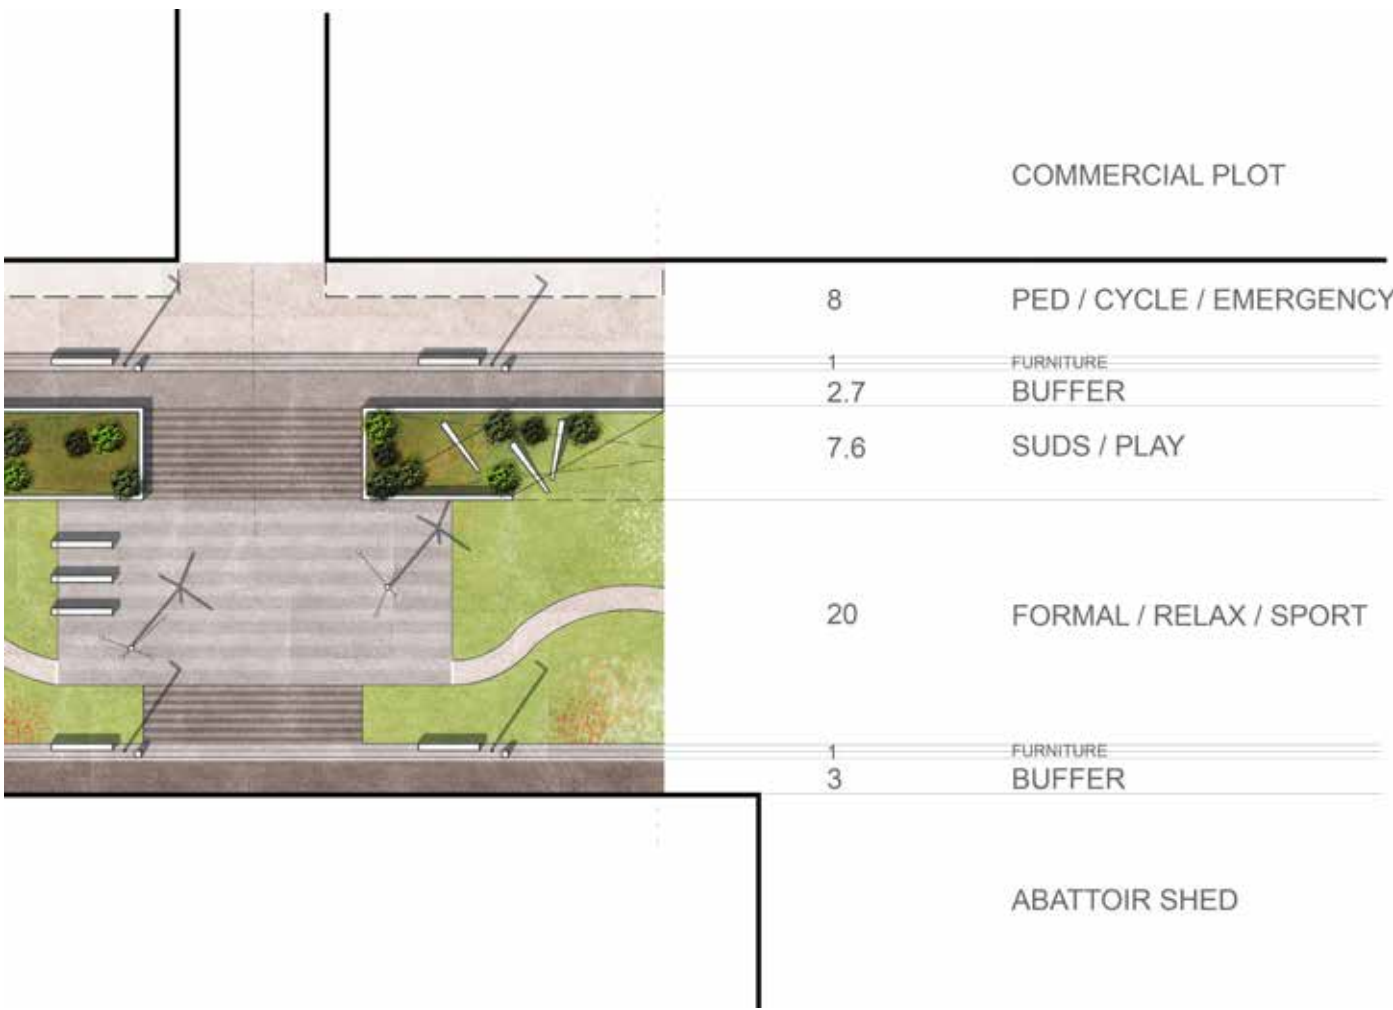 COMMERCIAL PLOT
8 PED / CYCLE / EMERGENCY
1 FURNITURE
2.7 BUFFER
7.6 SUDS / PLAY
20 FORMAL / RELAX / SPORT
1 FURNITURE
3 BUFFER
ABATTOIR SHED